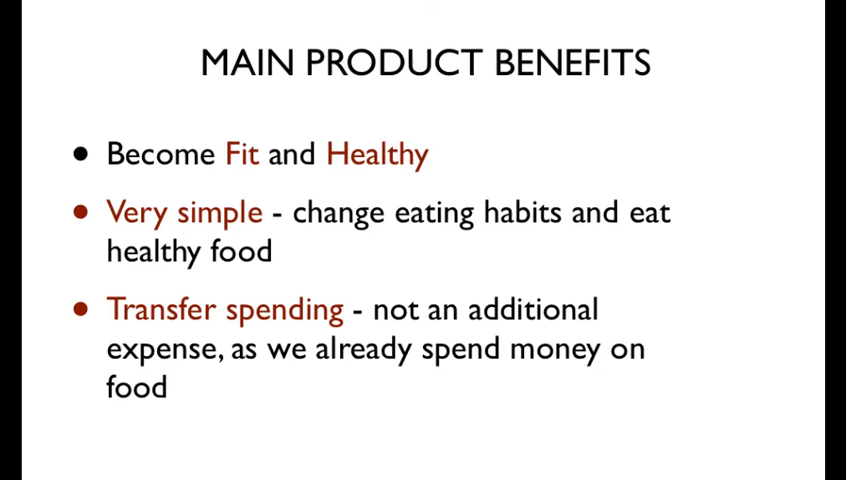 MAIN PRODUCT BENEFITS
• Become Fit and Healthy
• Very simple - change eating habits and eat
healthy food
• Transfer spending - not an additional
expense, as we already spend money on
food